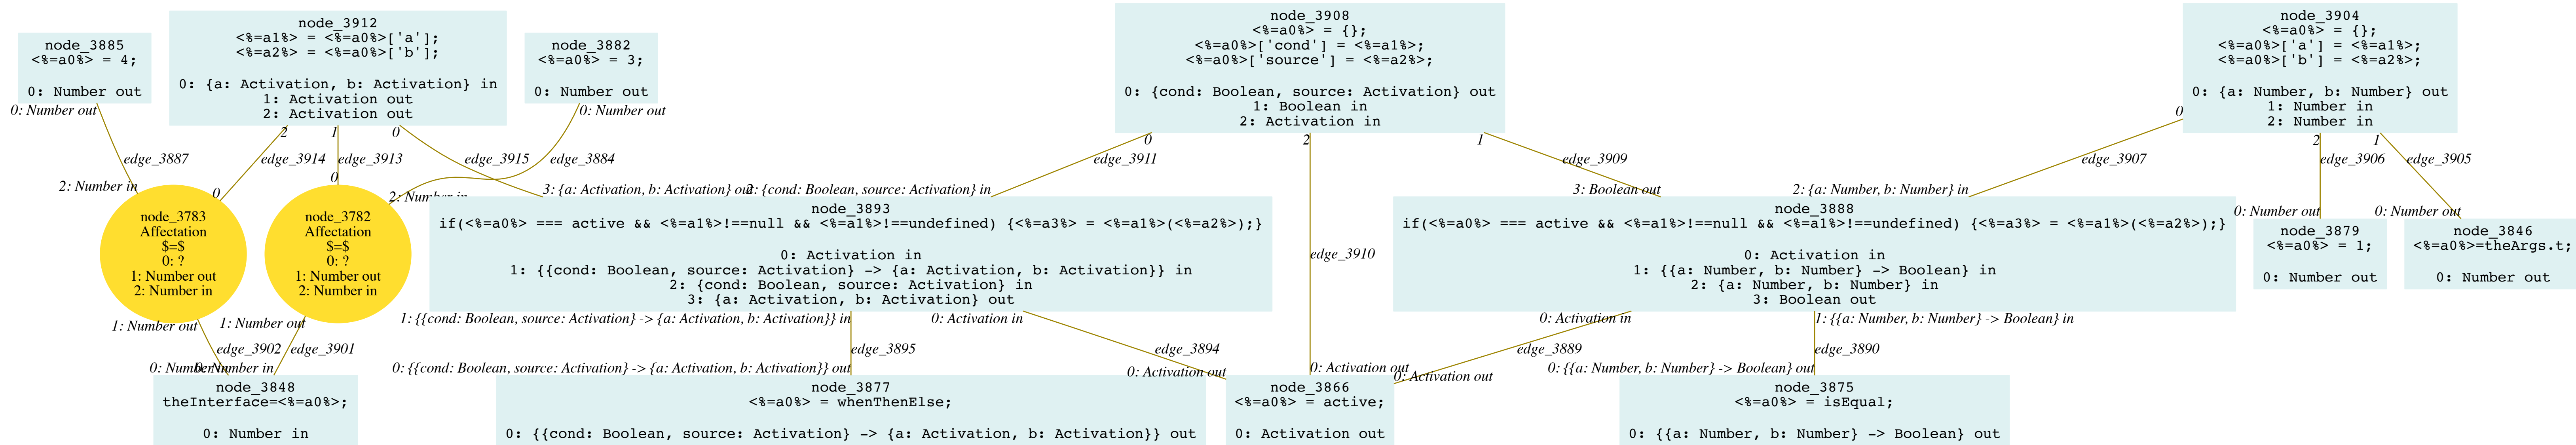 node_3885
<%=a0%> = 4;
0: Number out
node_3912
<%=a1%> = <%=a0%>['a'];
<%=a2%> = <%=a0%>['b'];
0: {a: Activation, b: Activation} in
1: Activation out
2: Activation out
node_3882
<%=a0%> = 3;
0: Number out
node_3908
<%=a0%> = {};
<%=a0%>['cond'] = <%=a1%>;
<%=a0%>['source'] = <%=a2%>;
0: {cond: Boolean, source: Activation} out
1: Boolean in
2: Activation in
node_3904
<%=a0%> = {};
<%=a0%>['a'] = <%=a1%>;
<%=a0%>['b'] = <%=a2%>;
0: {a: Number, b: Number} out
1: Number in
2: Number in
0: Number out
2
1
0
0: Number out
0
2
1
0
2
1
edge_3887
edge_3914
edge_3913
edge_3915
edge_3884
edge_3911
edge_3909
edge_3907
edge_3906
edge_3905
2: Number in
0
0
2: Number in
3: {a: Activation, b: Activation} out
2: {cond: Boolean, source: Activation} in
3: Boolean out
2: {a: Number, b: Number} in
0: Number out
0: Number out
node_3783
Affectation
$=$
0: ?
1: Number out
2: Number in
node_3782
Affectation
$=$
0: ?
1: Number out
2: Number in
node_3893
if(<%=a0%> === active && <%=a1%>!==null && <%=a1%>!==undefined) {<%=a3%> = <%=a1%>(<%=a2%>);}
0: Activation in
1: {{cond: Boolean, source: Activation} -> {a: Activation, b: Activation}} in
2: {cond: Boolean, source: Activation} in
3: {a: Activation, b: Activation} out
edge_3910
node_3888
if(<%=a0%> === active && <%=a1%>!==null && <%=a1%>!==undefined) {<%=a3%> = <%=a1%>(<%=a2%>);}
0: Activation in
1: {{a: Number, b: Number} -> Boolean} in
2: {a: Number, b: Number} in
3: Boolean out
node_3879
<%=a0%> = 1;
0: Number out
node_3846
<%=a0%>=theArgs.t;
0: Number out
1: Number out
1: Number out
1: {{cond: Boolean, source: Activation} -> {a: Activation, b: Activation}} in
0: Activation in
0: Activation in
1: {{a: Number, b: Number} -> Boolean} in
edge_3902
edge_3901
edge_3895
edge_3894
edge_3889
edge_3890
0: Number in
0: Number in
0: {{cond: Boolean, source: Activation} -> {a: Activation, b: Activation}} out
0: Activation out
0: Activation out
0: Activation out
0: {{a: Number, b: Number} -> Boolean} out
node_3848
theInterface=<%=a0%>;
0: Number in
node_3877
<%=a0%> = whenThenElse;
0: {{cond: Boolean, source: Activation} -> {a: Activation, b: Activation}} out
node_3866
<%=a0%> = active;
0: Activation out
node_3875
<%=a0%> = isEqual;
0: {{a: Number, b: Number} -> Boolean} out